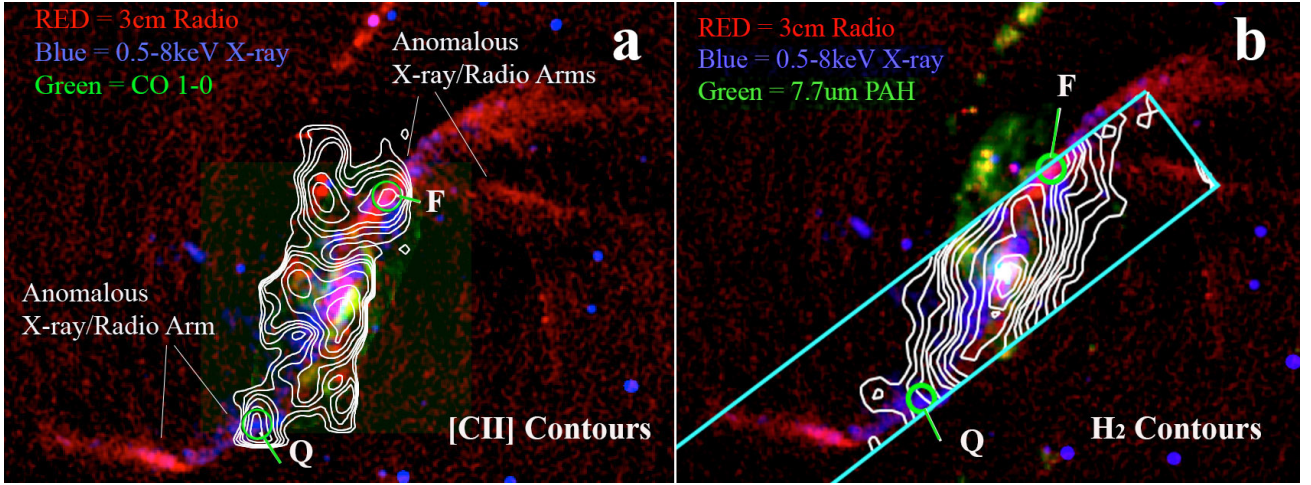 RED = 3cm Radio
Blue = 0.5-8keV X-ray
Green = CO 1-0
Anomalous
X-ray/Radio Arms
a
F
Anomalous
X-ray/Radio Arm
Q
[CII] Contours
RED = 3cm Radio
Blue = 0.5-8keV X-ray
Green = 7.7um PAH
b
F
Q
H₂ Contours